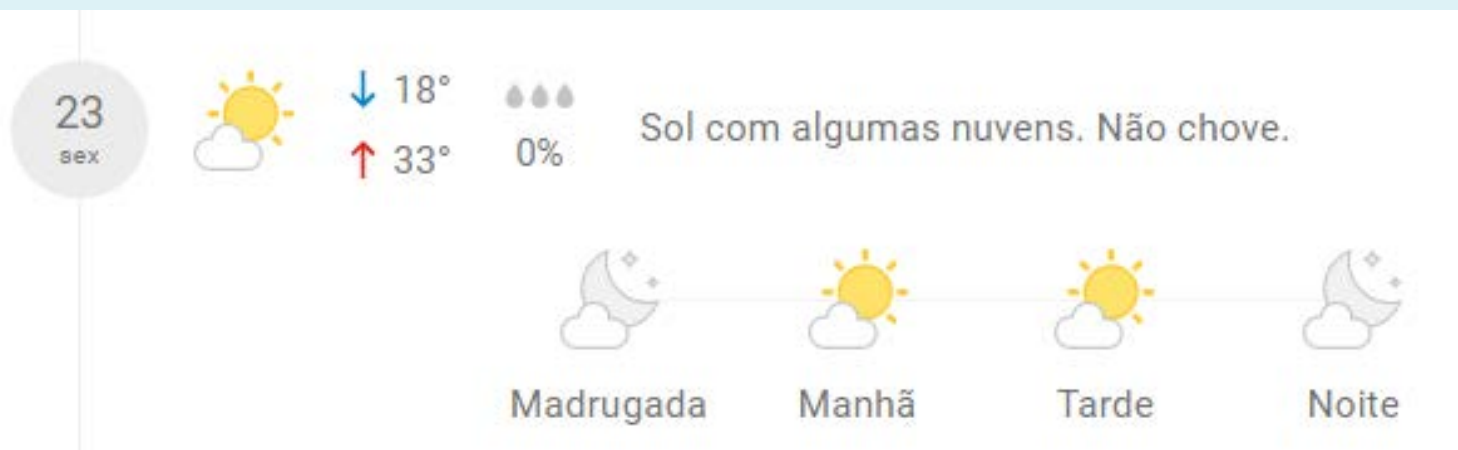 23
sex
18°
33°
0%
Sol com algumas nuvens. Não chove.
Madrugada Manhã Tarde Noite